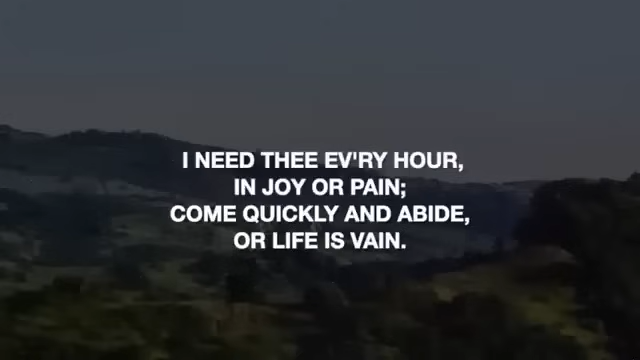 I NEED THEE EV'RY HOUR,
IN JOY OR PAIN;
COME QUICKLY AND ABIDE,
OR LIFE IS VAIN.